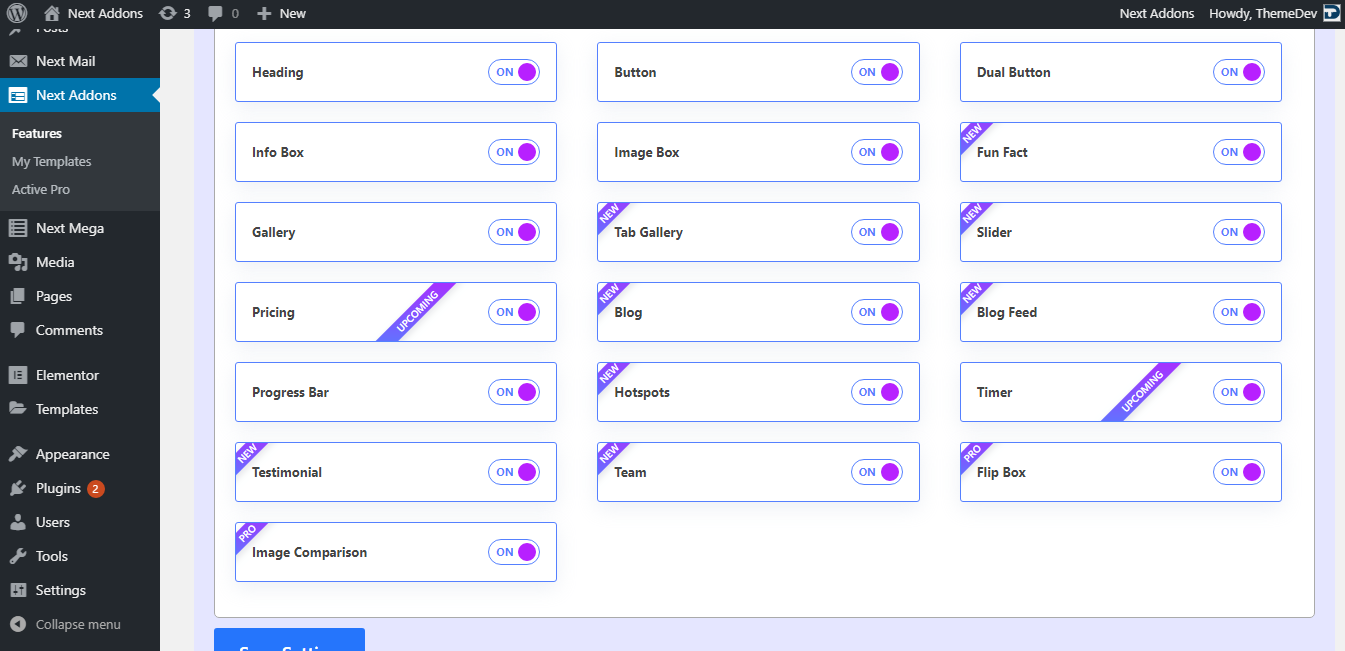 Next Addons 3 0 New Next Addons Howdy, ThemeDev
Posts
Next Mail
Next Addons
Features
My Templates
Active Pro
Next Mega
Media
Pages
Comments
Elementor
Templates
Appearance
Plugins 2
Users
Tools
Settings
Collapse menu
Heading ON Button ON Dual Button ON
Info Box ON Image Box ON NEW Fun Fact ON
Gallery ON NEW Tab Gallery ON NEW Slider ON
Pricing UPCOMING ON NEW Blog ON NEW Blog Feed ON
Progress Bar ON NEW Hotspots ON Timer UPCOMING ON
NEW Testimonial ON NEW Team ON PRO Flip Box ON
PRO Image Comparison ON